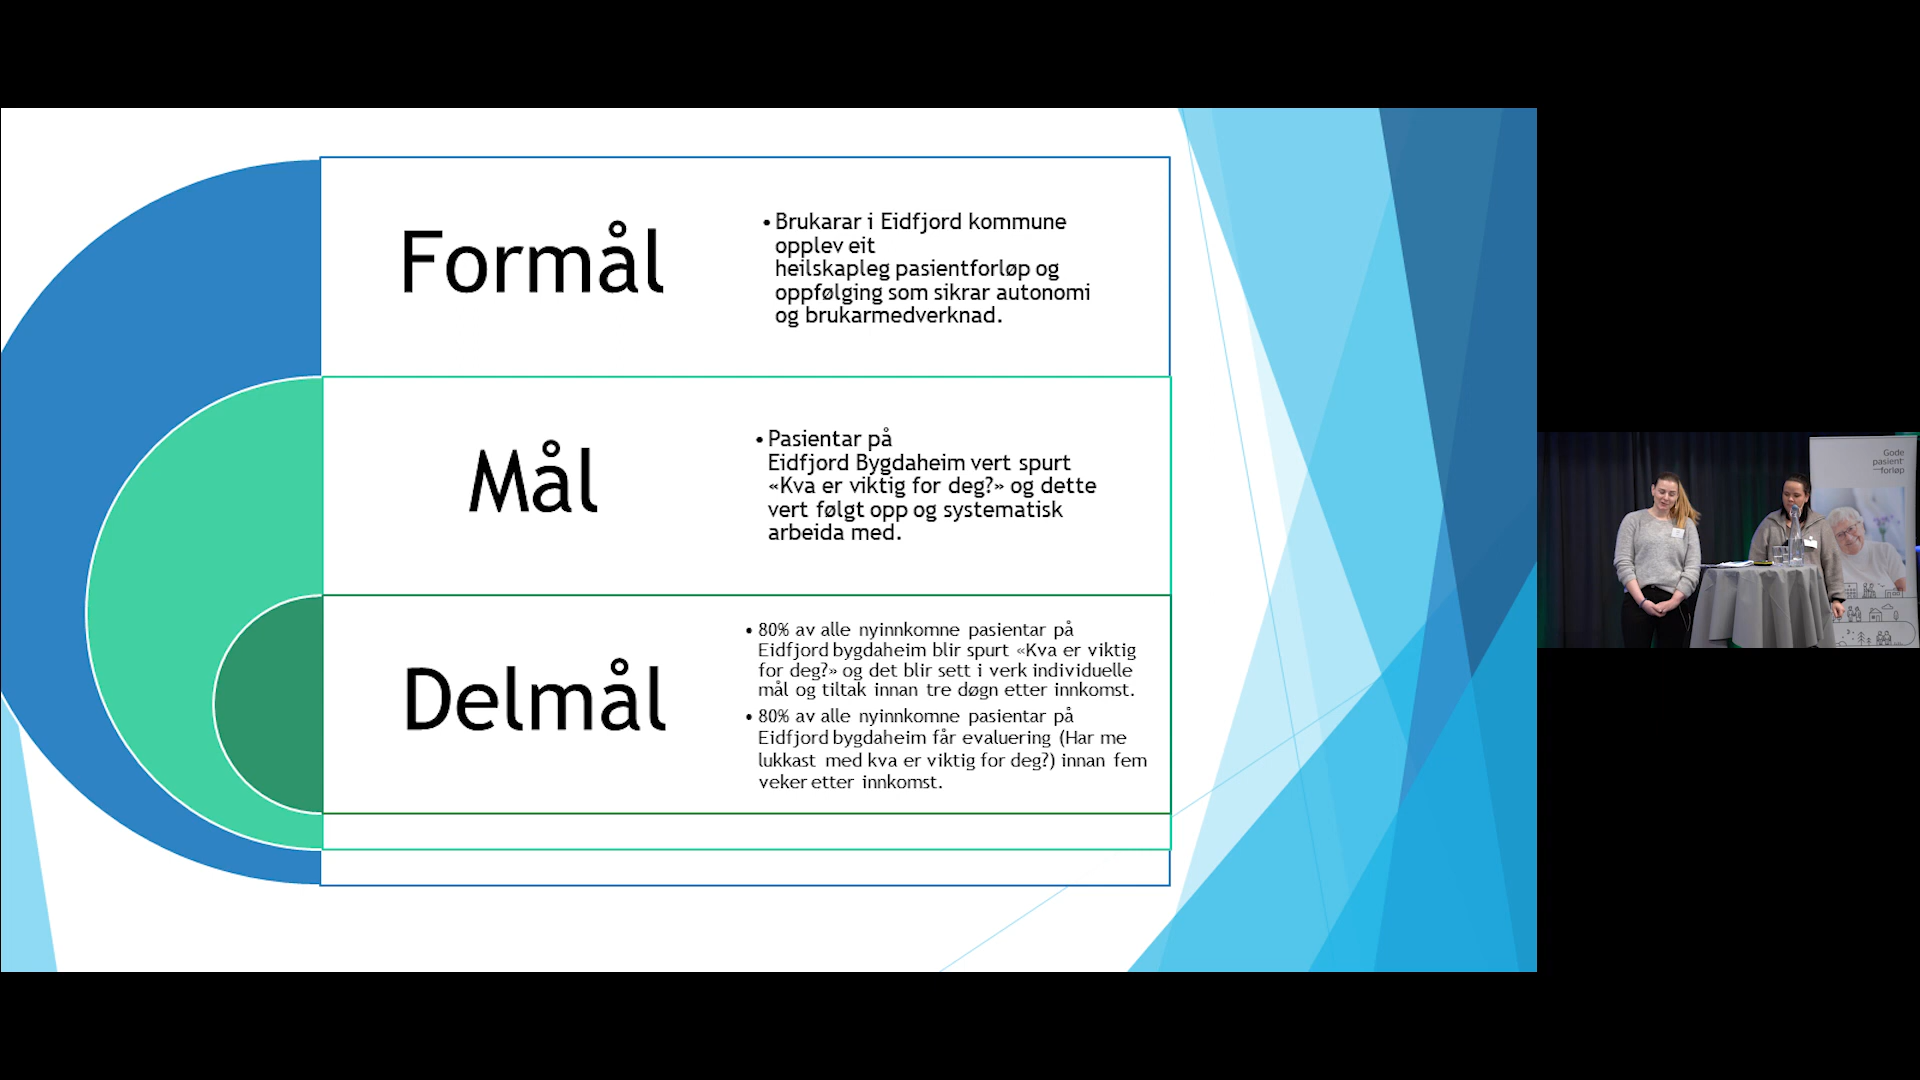 Formål
• Brukarar i Eidfjord kommune
opplev eit
heilskapleg pasientforløp og
oppfølging som sikrar autonomi
og brukarmedverknad.
Mål
• Pasientar på
Eidfjord Bygdaheim vert spurt
«Kva er viktig for deg?» og dette
vert følgt opp og systematisk
arbeida med.
Delmål
• 80% av alle nyinnkomne pasientar på
Eidfjord bygdaheim blir spurt «Kva er viktig
for deg?» og det blir sett i verk individuelle
mål og tiltak innan tre døgn etter innkomst.
• 80% av alle nyinnkomne pasientar på
Eidfjord bygdaheim får evaluering (Har me
lukkast med kva er viktig for deg?) innan fem
veker etter innkomst.
Gode
pasient
forløp